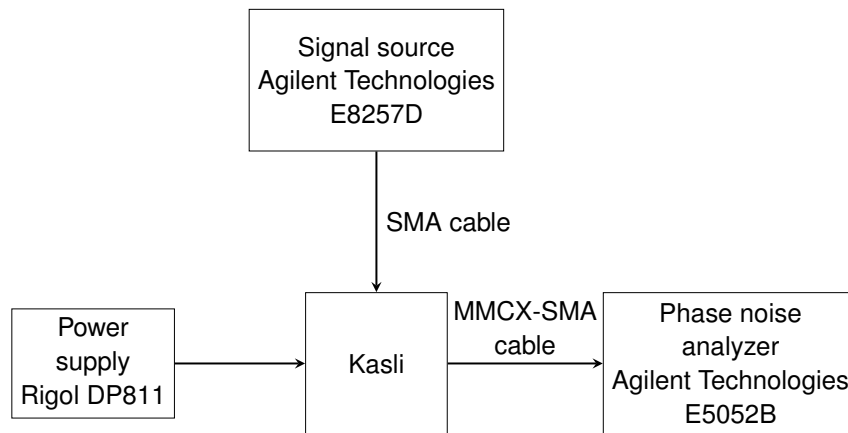 Signal source
Agilent Technologies
E8257D
SMA cable
Power
supply
Rigol DP811
Kasli
MMCX-SMA
cable
Phase noise
analyzer
Agilent Technologies
E5052B